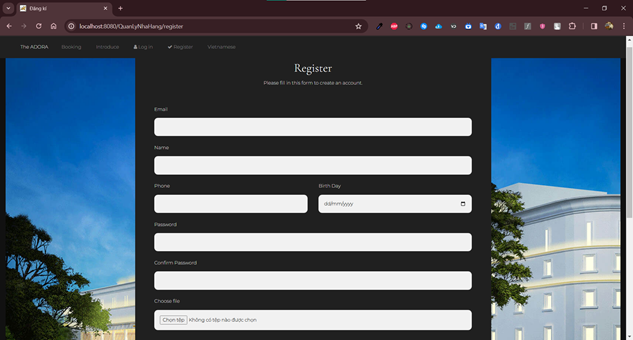 Đăng kí
localhost:8080/QuanLyNhaHang/register
The ADORA Booking Introduce Log In Register Vietnamese
Register
Please fill in this form to create an account.
Email
Name
Phone Birth Day
dd/mm/yyyy
Password
Confirm Password
Choose file
Chọn tệp Không có tệp nào được chọn